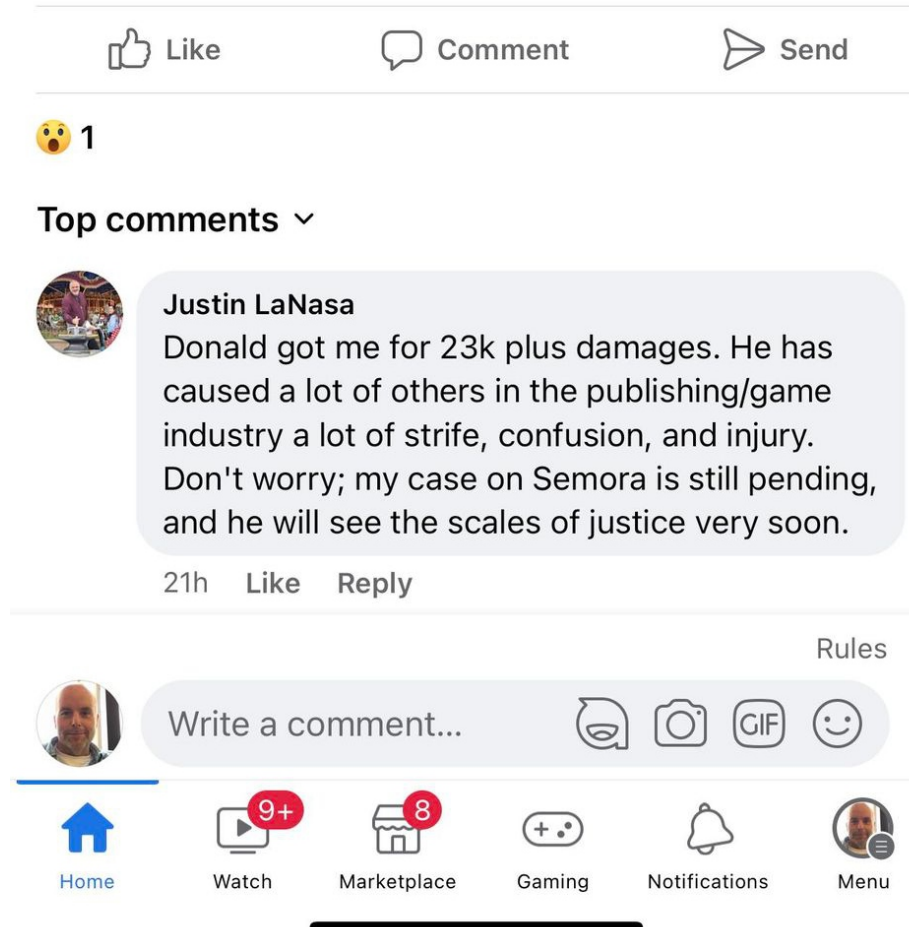 Like
Comment
Send
1
Top comments
Justin LaNasa
Donald got me for 23k plus damages. He has
caused a lot of others in the publishing/game
industry a lot of strife, confusion, and injury.
Don't worry; my case on Semora is still pending,
and he will see the scales of justice very soon.
21h Like Reply
Rules
Write a comment...
GIF
9+
8
Home
Watch
Marketplace
Gaming
Notifications
Menu